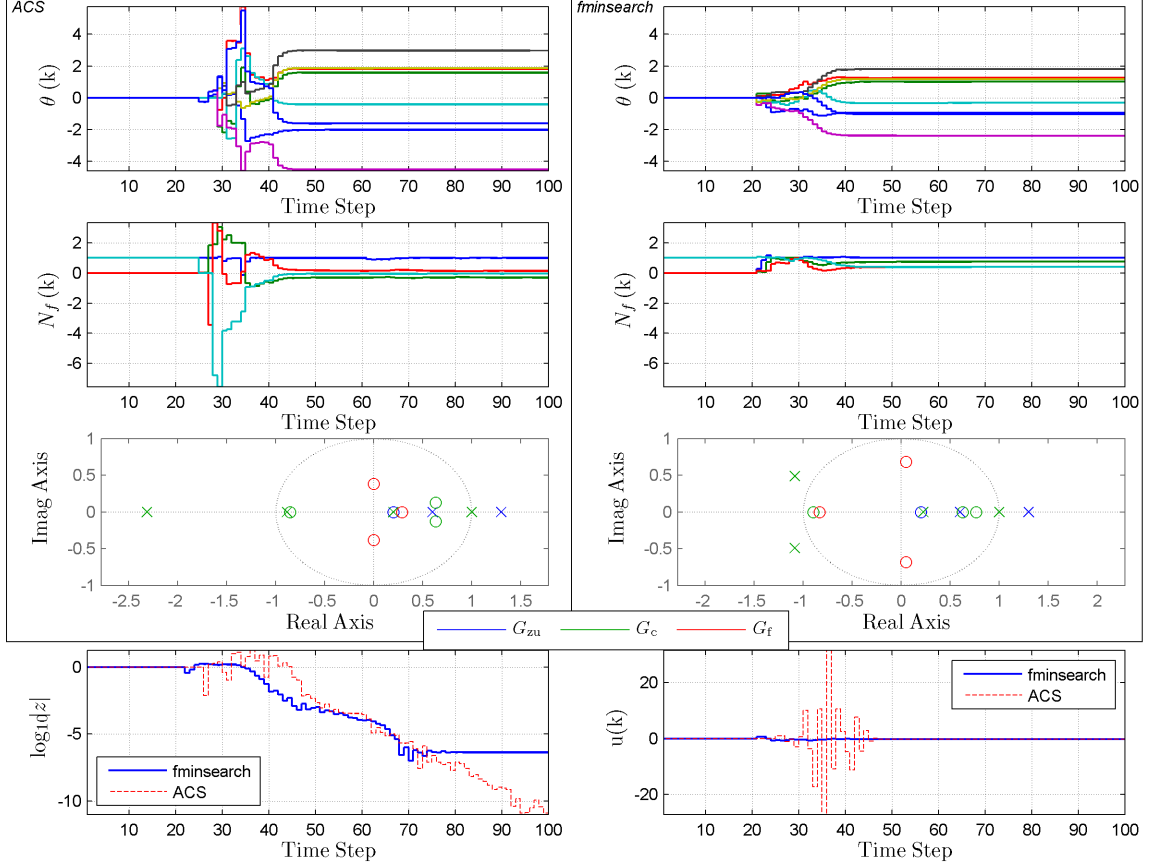 ACS
fminsearch
θ (k)
4
2
0
-2
-4
10 20 30 40 50 60 70 80 90 100
Time Step
θ (k)
4
2
0
-2
-4
10 20 30 40 50 60 70 80 90 100
Time Step
N_f (k)
2
0
-2
-4
-6
10 20 30 40 50 60 70 80 90 100
Time Step
N_f (k)
2
0
-2
-4
-6
10 20 30 40 50 60 70 80 90 100
Time Step
Imag Axis
1
0.5
0
-0.5
-1
-2.5 -2 -1.5 -1 -0.5 0 0.5 1 1.5
Real Axis
Imag Axis
1
0.5
0
-0.5
-1
-2 -1.5 -1 -0.5 0 0.5 1 1.5 2
Real Axis
G_zu G_c G_f
log10|z|
0
-5
-10
fminsearch
ACS
10 20 30 40 50 60 70 80 90 100
Time Step
u(k)
20
0
-20
fminsearch
ACS
10 20 30 40 50 60 70 80 90 100
Time Step